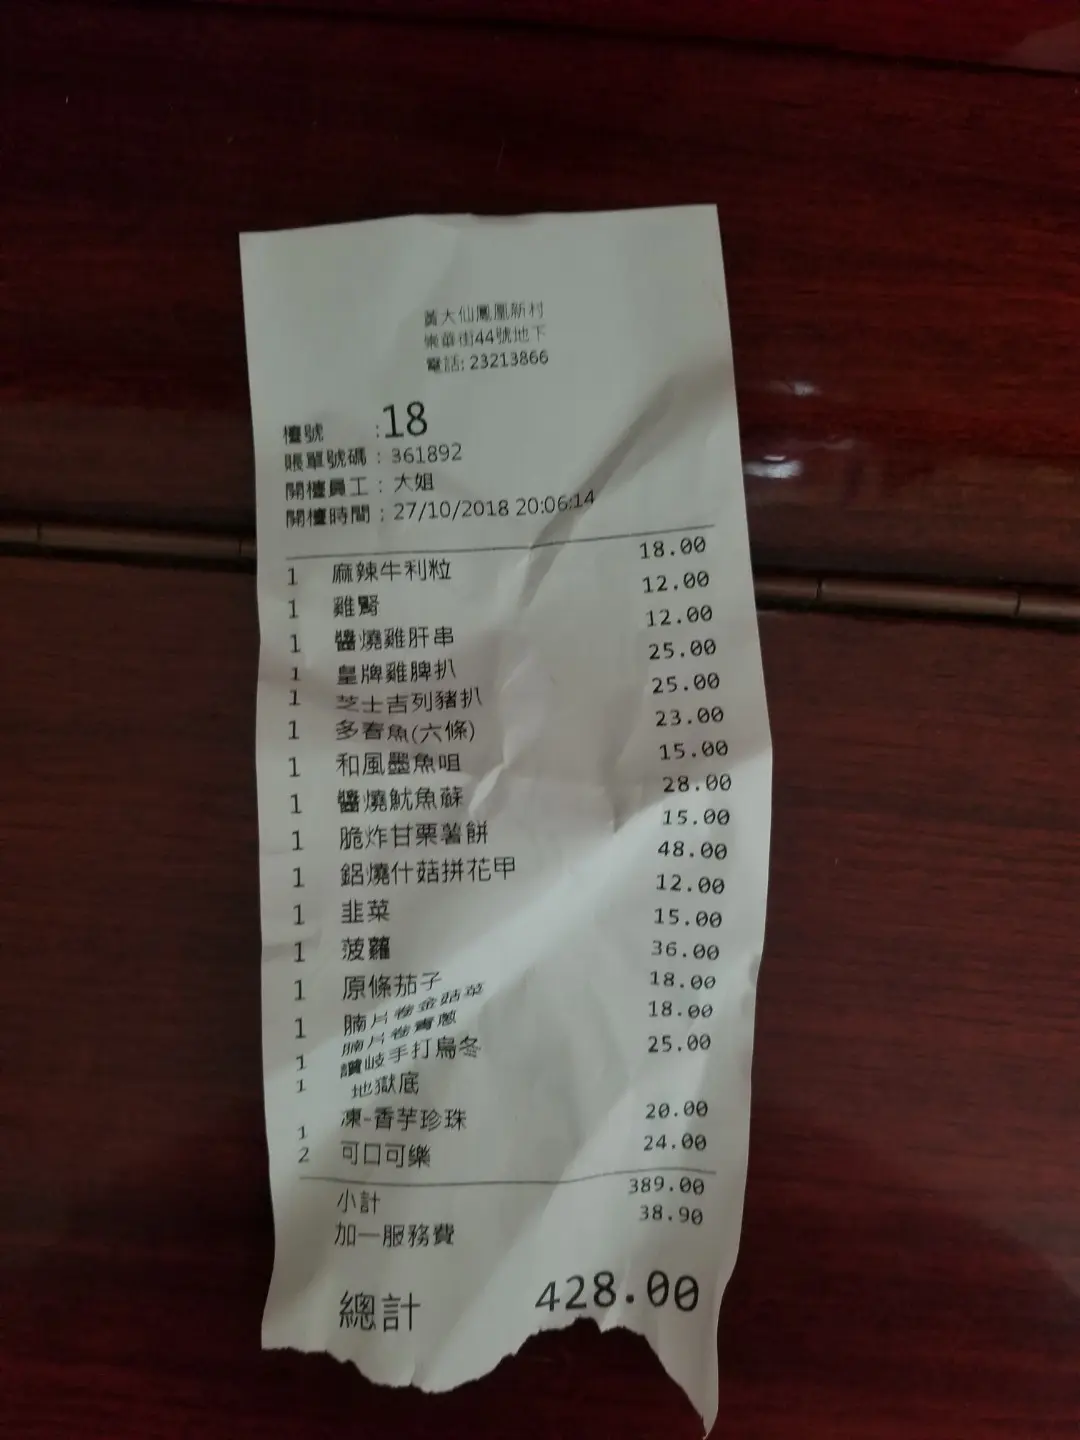 黃大仙鳳凰新村
崇華街44號地下
電話: 23213866
檯號 :18
賬單號碼 : 361892
開檯員工 : 大姐
開檯時間 : 27/10/2018 20:06:14
1 麻辣牛利粒 18.00
1 雞腎 12.00
1 醬燒雞肝串 12.00
1 皇牌雞脾扒 25.00
1 芝士吉列豬扒 25.00
1 多春魚(六條) 23.00
1 和風墨魚咀 15.00
1 醬燒魷魚蘇 28.00
1 脆炸甘栗薯餅 15.00
1 鋁燒什菇拼花甲 48.00
1 韭菜 12.00
1 菠蘿 15.00
1 原條茄子 36.00
1 腩片卷金菇菜 18.00
1 腩片卷青蔥 18.00
1 讚岐手打烏冬 25.00
地獄底
1 凍-香芋珍珠 20.00
2 可口可樂 24.00
小計 389.00
加一服務費 38.90
總計 428.00